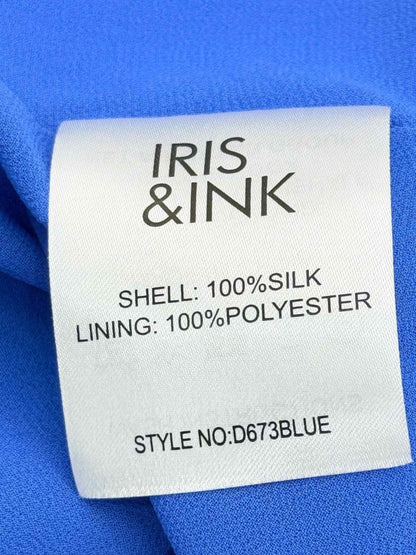 IRIS
&INK
SHELL: 100%SILK
LINING: 100%POLYESTER
STYLE NO:D673BLUE